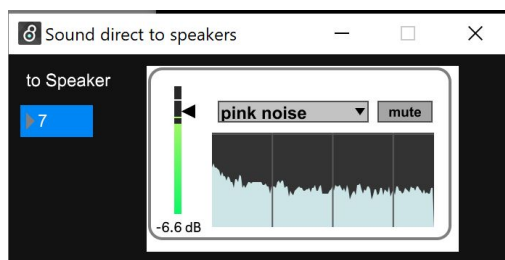 Sound direct to speakers
to Speaker
7
pink noise
mute
-6.6 dB